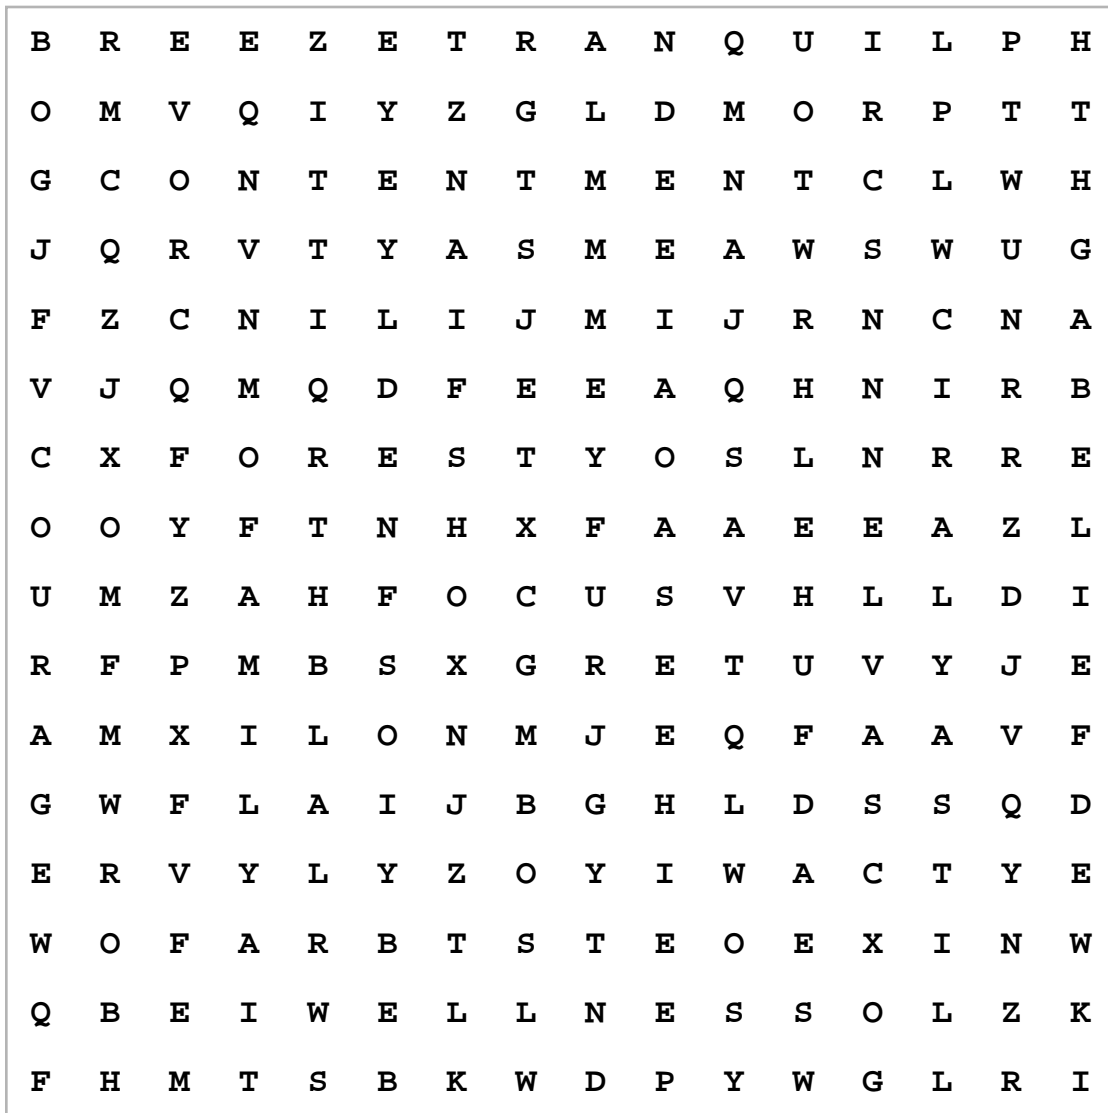 B R E E Z E T R A N Q U I L P H
O M V Q I Y Z G L D M O R P T T
G C O N T E N T M E N T C L W H
J Q R V T Y A S M E A W S W U G
F Z C N I L I J M I J R N C N A
V J Q M Q D F E E A Q H N I R B
C X F O R E S T Y O S L N R R E
O O Y F T N H X F A A E E A Z L
U M Z A H F O C U S V H L L D I
R F P M B S X G R E T U V Y J E
A M X I L O N M J E Q F A A V F
G W F L A I J B G H L D S S Q D
E R V Y L Y Z O Y I W A C T Y E
W O F A R B T S T E O E X I N W
Q B E I W E L L N E S S O L Z K
F H M T S B K W D P Y W G L R I